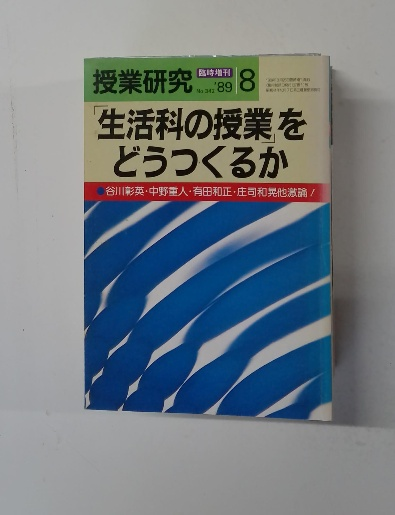 授業研究 臨時増刊 No.342 '89 8
「生活科の授業」を
どうつくるか
●谷川彰英・中野重人・有田和正・庄司和晃他激論!